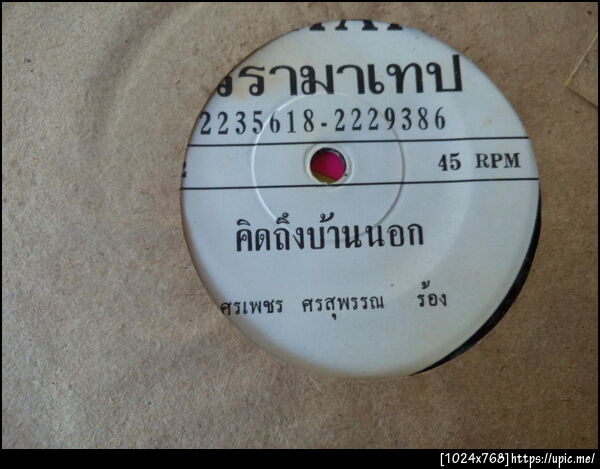 รามาเทป
2235618-2229386
45 RPM
คิดถึงบ้านนอก
ศรเพชร ศรสุพรรณ ร้อง
[1024x768]https://upic.me/